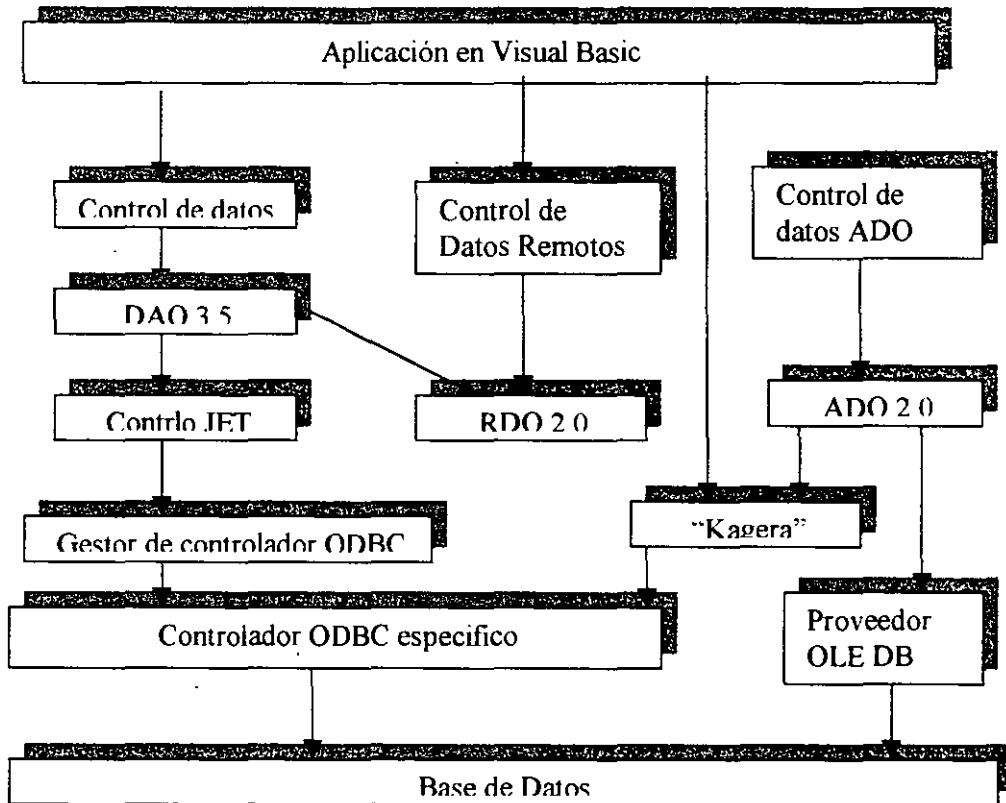 Aplicación en Visual Basic
Control de datos
Control de
Datos Remotos
Control de
datos ADO
DAO 3.5
Contrlo JET
RDO 2.0
ADO 2.0
Gestor de controlador ODBC
“Kagera”
Controlador ODBC especifico
Proveedor
OLE DB
Base de Datos